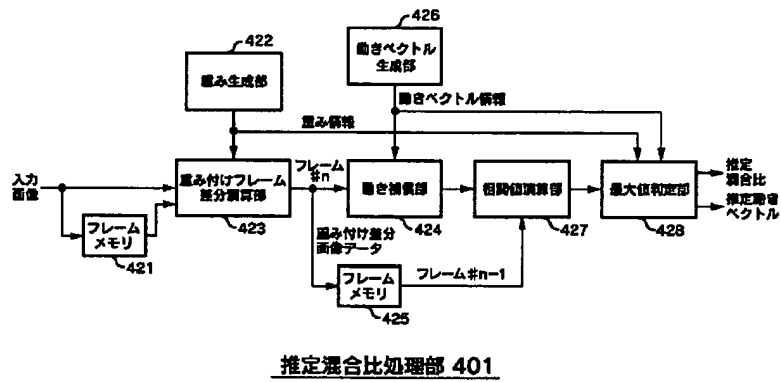 426
422
動きベクトル
生成部
重み生成部
動きベクトル情報
重み情報
入力
画像
重み付けフレーム
差分演算部
フレーム
#n
動き補償部
相関値演算部
最大値判定部
推定
混合比
推定動き
ベクトル
フレーム
メモリ
421
423
重み付け差分
画像データ
424
427
428
フレーム
メモリ
フレーム#n−1
425
推定混合比処理部 401